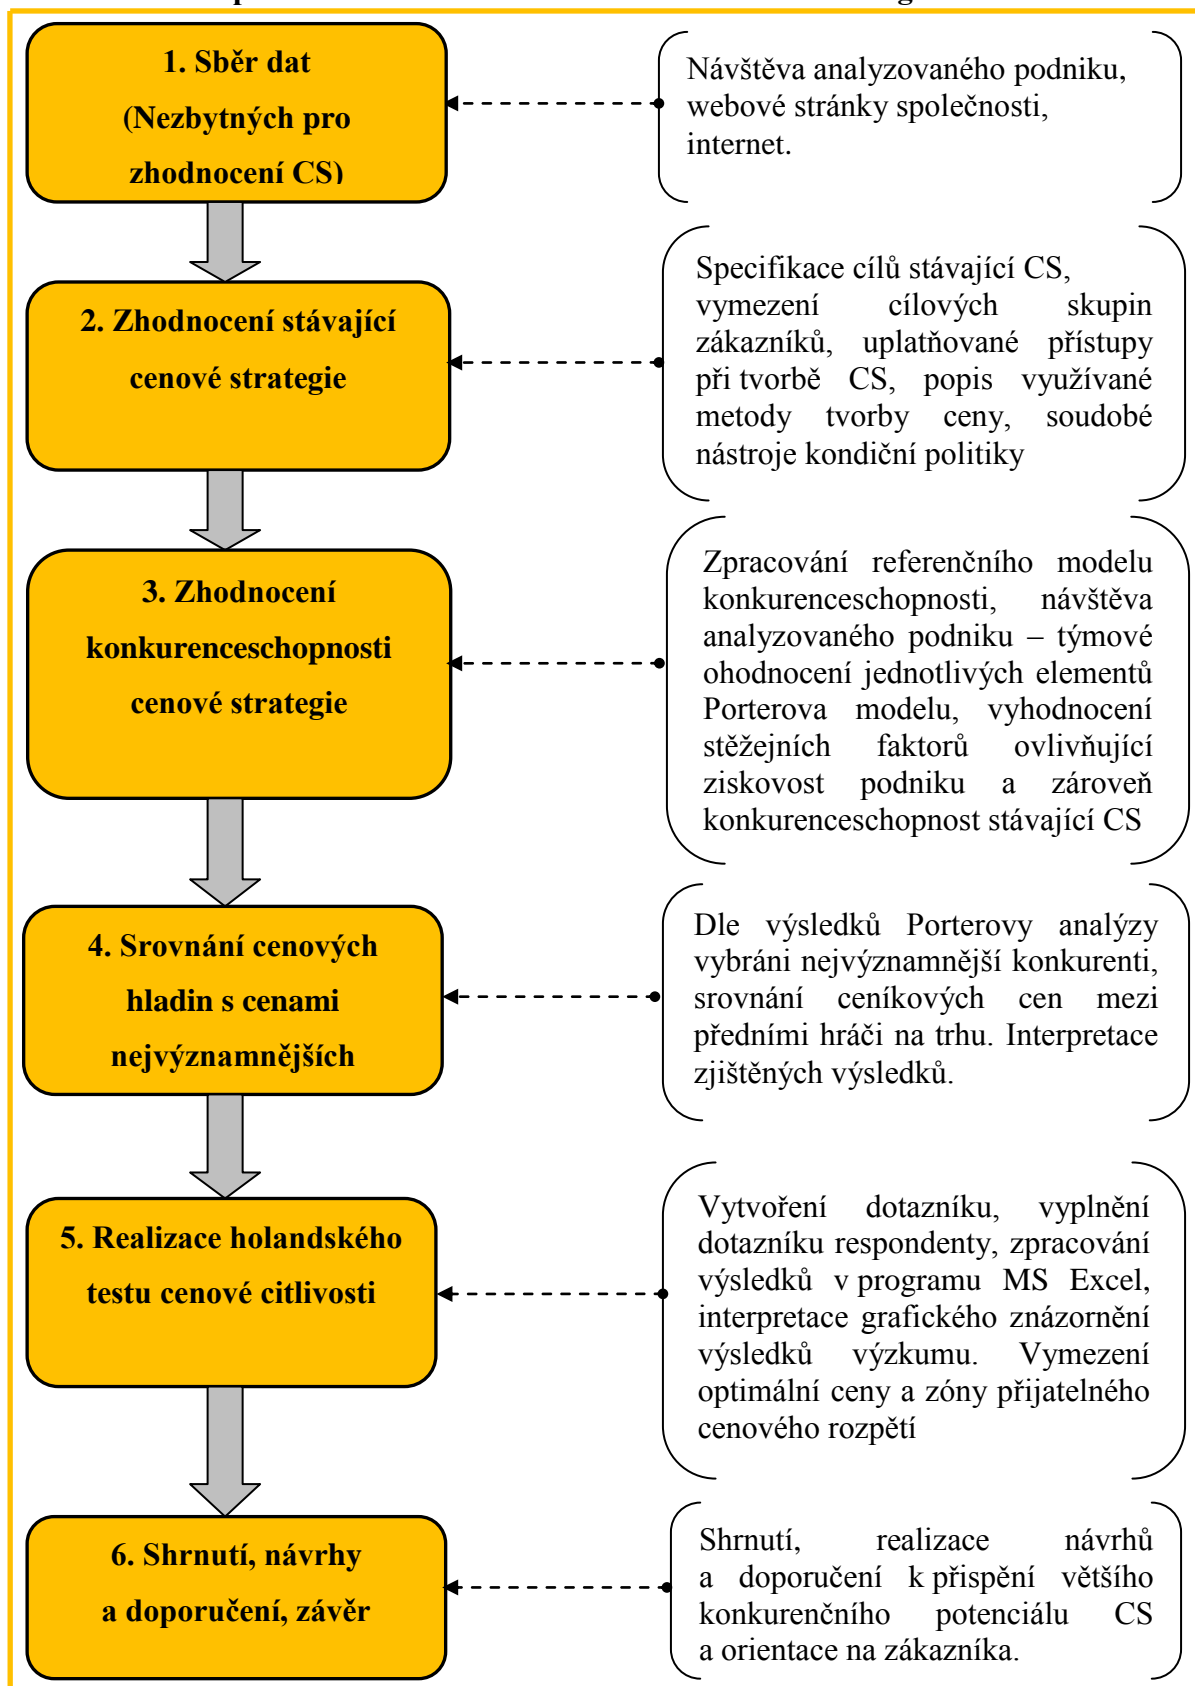 1. Sběr dat
(Nezbytných pro
zhodnocení CS)
Návštěva analyzovaného podniku,
webové stránky společnosti,
internet.
2. Zhodnocení stávající
cenové strategie
Specifikace cílů stávající CS,
vymezení cílových skupin
zákazníků, uplatňované přístupy
při tvorbě CS, popis využívané
metody tvorby ceny, soudobé
nástroje kondiční politiky
3. Zhodnocení
konkurenceschopnosti
cenové strategie
Zpracování referenčního modelu
konkurenceschopnosti, návštěva
analyzovaného podniku – týmové
ohodnocení jednotlivých elementů
Porterova modelu, vyhodnocení
stěžejních faktorů ovlivňující
ziskovost podniku a zároveň
konkurenceschopnost stávající CS
4. Srovnání cenových
hladin s cenami
nejvýznamnějších
Dle výsledků Porterovy analýzy
vybráni nejvýznamnější konkurenti,
srovnání ceníkových cen mezi
předními hráči na trhu. Interpretace
zjištěných výsledků.
5. Realizace holandského
testu cenové citlivosti
Vytvoření dotazníku, vyplnění
dotazníku respondenty, zpracování
výsledků v programu MS Excel,
interpretace grafického znázornění
výsledků výzkumu. Vymezení
optimální ceny a zóny přijatelného
cenového rozpětí
6. Shrnutí, návrhy
a doporučení, závěr
Shrnutí, realizace návrhů
a doporučení k přispění většího
konkurenčního potenciálu CS
a orientace na zákazníka.